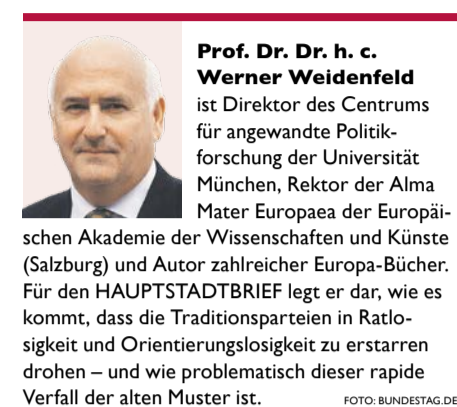 Prof. Dr. Dr. h. c.
Werner Weidenfeld
ist Direktor des Centrums
für angewandte Politik-
forschung der Universität
München, Rektor der Alma
Mater Europaea der Europäi-
schen Akademie der Wissenschaften und Künste
(Salzburg) und Autor zahlreicher Europa-Bücher.
Für den HAUPTSTADTBRIEF legt er dar, wie es
kommt, dass die Traditionsparteien in Ratlo-
sigkeit und Orientierungslosigkeit zu erstarren
drohen – und wie problematisch dieser rapide
Verfall der alten Muster ist.
FOTO: BUNDESTAG.DE